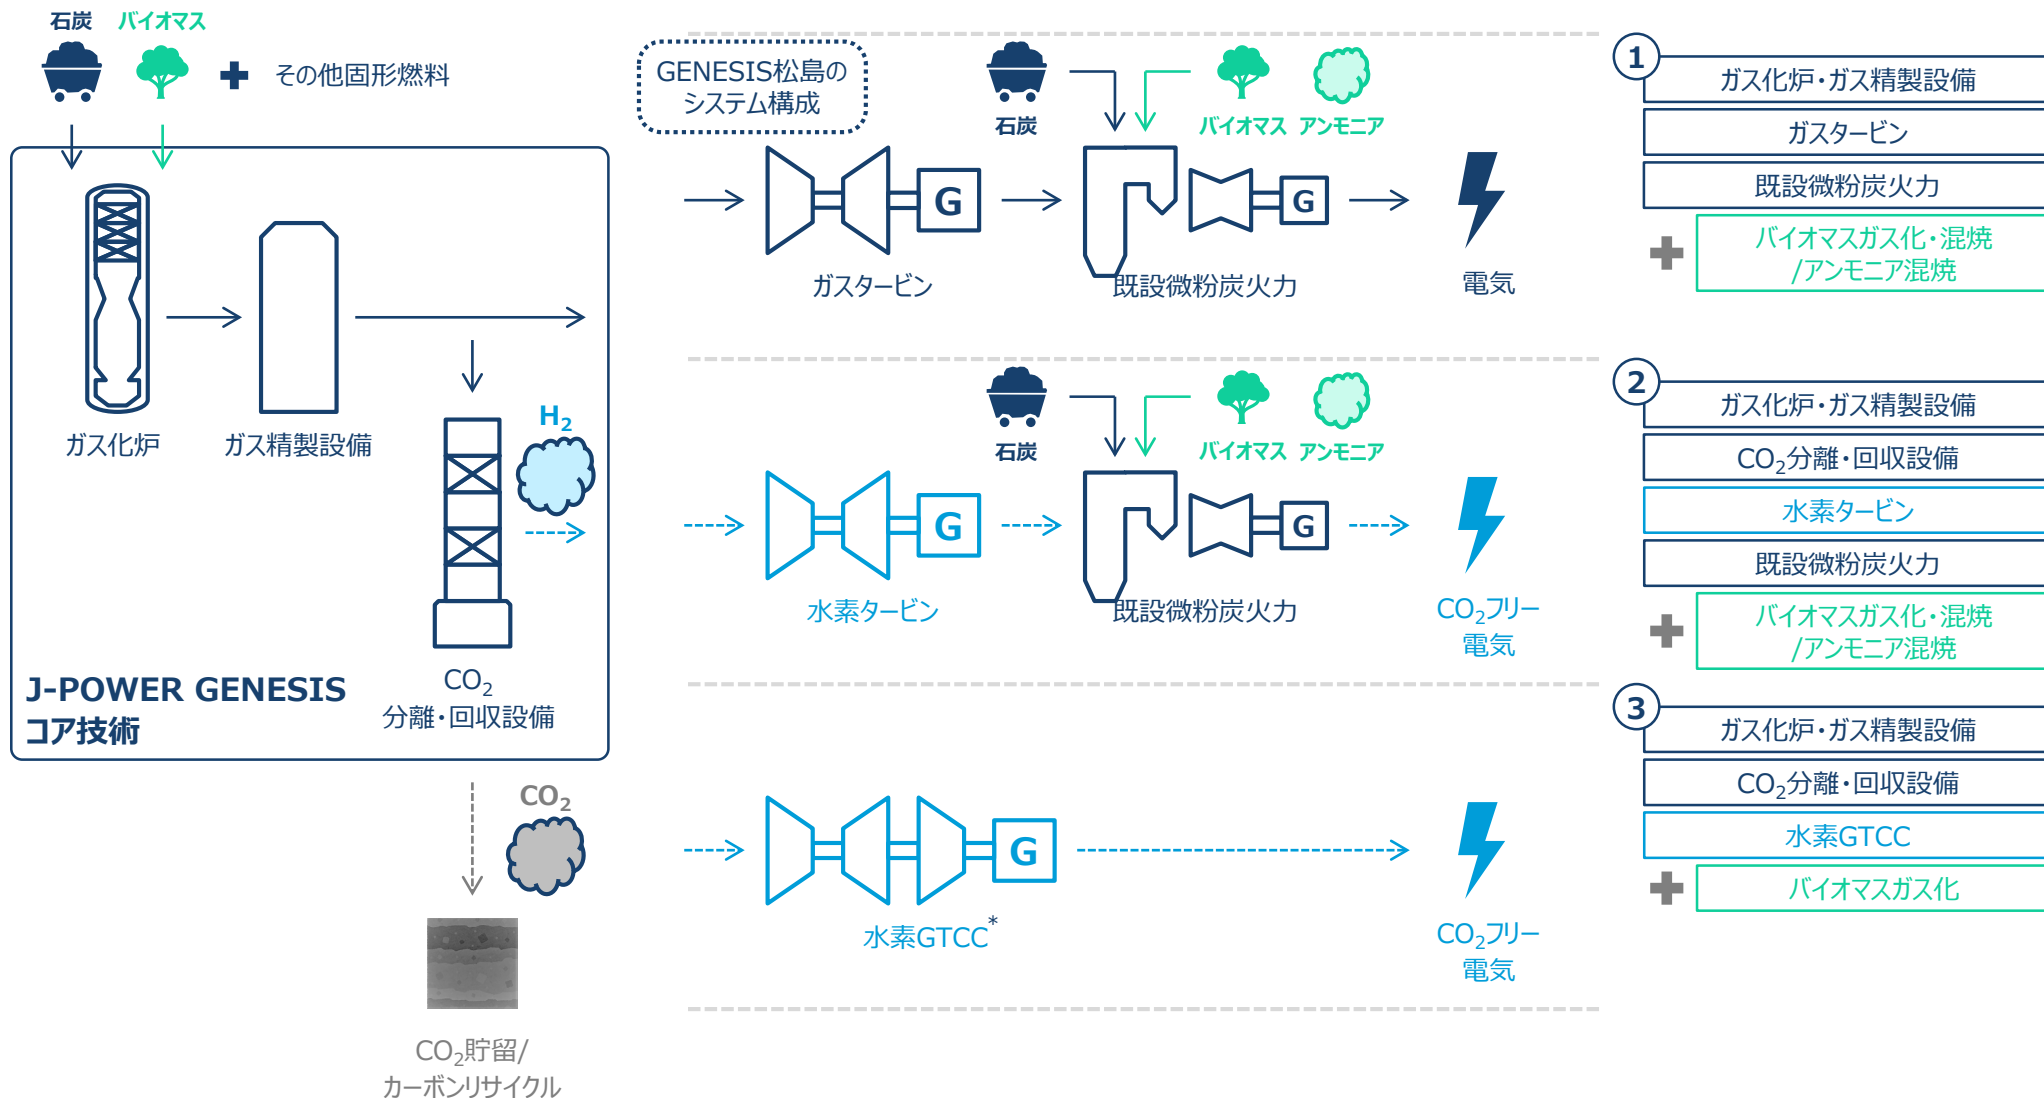 石炭
バイオマス
その他固形燃料
ガス化炉
ガス精製設備
H₂
CO₂
分離・回収設備
J-POWER GENESIS
コア技術
CO₂
CO₂貯留/
カーボンリサイクル
GENESIS松島の
システム構成
石炭
バイオマス
アンモニア
G
G
ガスタービン
既設微粉炭火力
電気
石炭
バイオマス
アンモニア
G
G
水素タービン
既設微粉炭火力
CO₂フリー
電気
G
水素GTCC*
CO₂フリー
電気
1
ガス化炉・ガス精製設備
ガスタービン
既設微粉炭火力
バイオマスガス化・混焼
/アンモニア混焼
2
ガス化炉・ガス精製設備
CO₂分離・回収設備
水素タービン
既設微粉炭火力
バイオマスガス化・混焼
/アンモニア混焼
3
ガス化炉・ガス精製設備
CO₂分離・回収設備
水素GTCC
バイオマスガス化